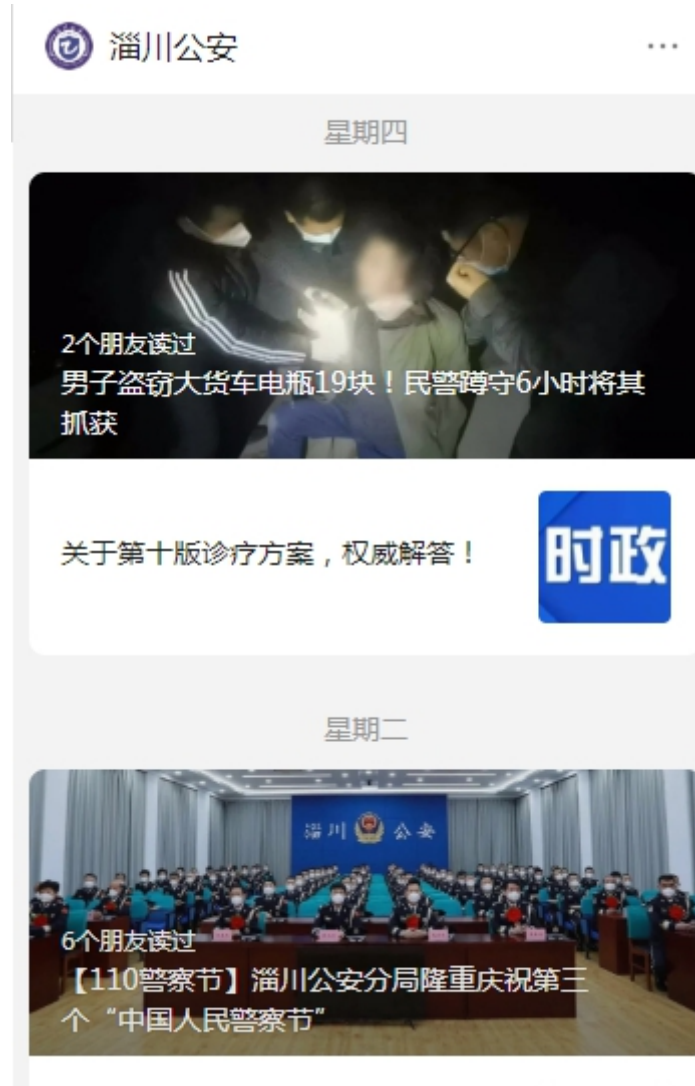 淄川公安
星期四
2个朋友读过
男子盗窃大货车电瓶19块！民警蹲守6小时将其
抓获
关于第十版诊疗方案，权威解答！
时政
星期二
淄川公安
6个朋友读过
【110警察节】淄川公安分局隆重庆祝第三
个“中国人民警察节”